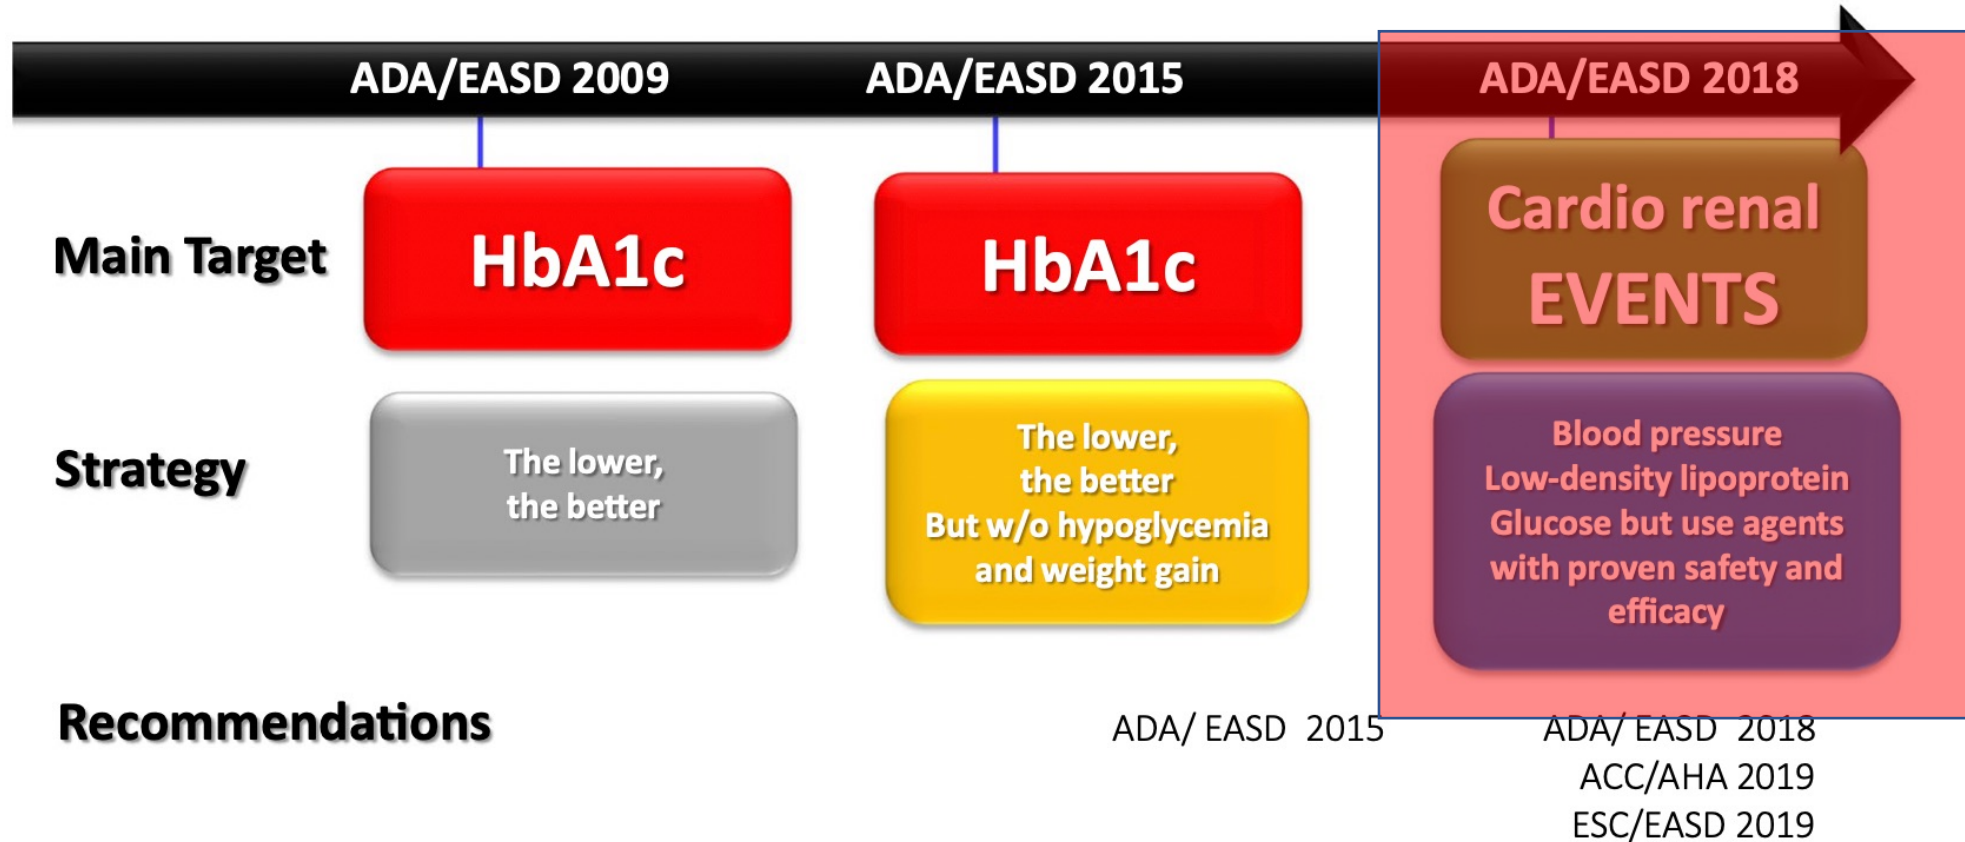 ADA/EASD 2009
ADA/EASD 2015
ADA/EASD 2018
Main Target
HbA1c
HbA1c
Cardio renal
EVENTS
Strategy
The lower,
the better
The lower,
the better
But w/o hypoglycemia
and weight gain
Blood pressure
Low-density lipoprotein
Glucose but use agents
with proven safety and
efficacy
Recommendations
ADA/ EASD  2015
ADA/ EASD  2018
ACC/AHA 2019
ESC/EASD 2019